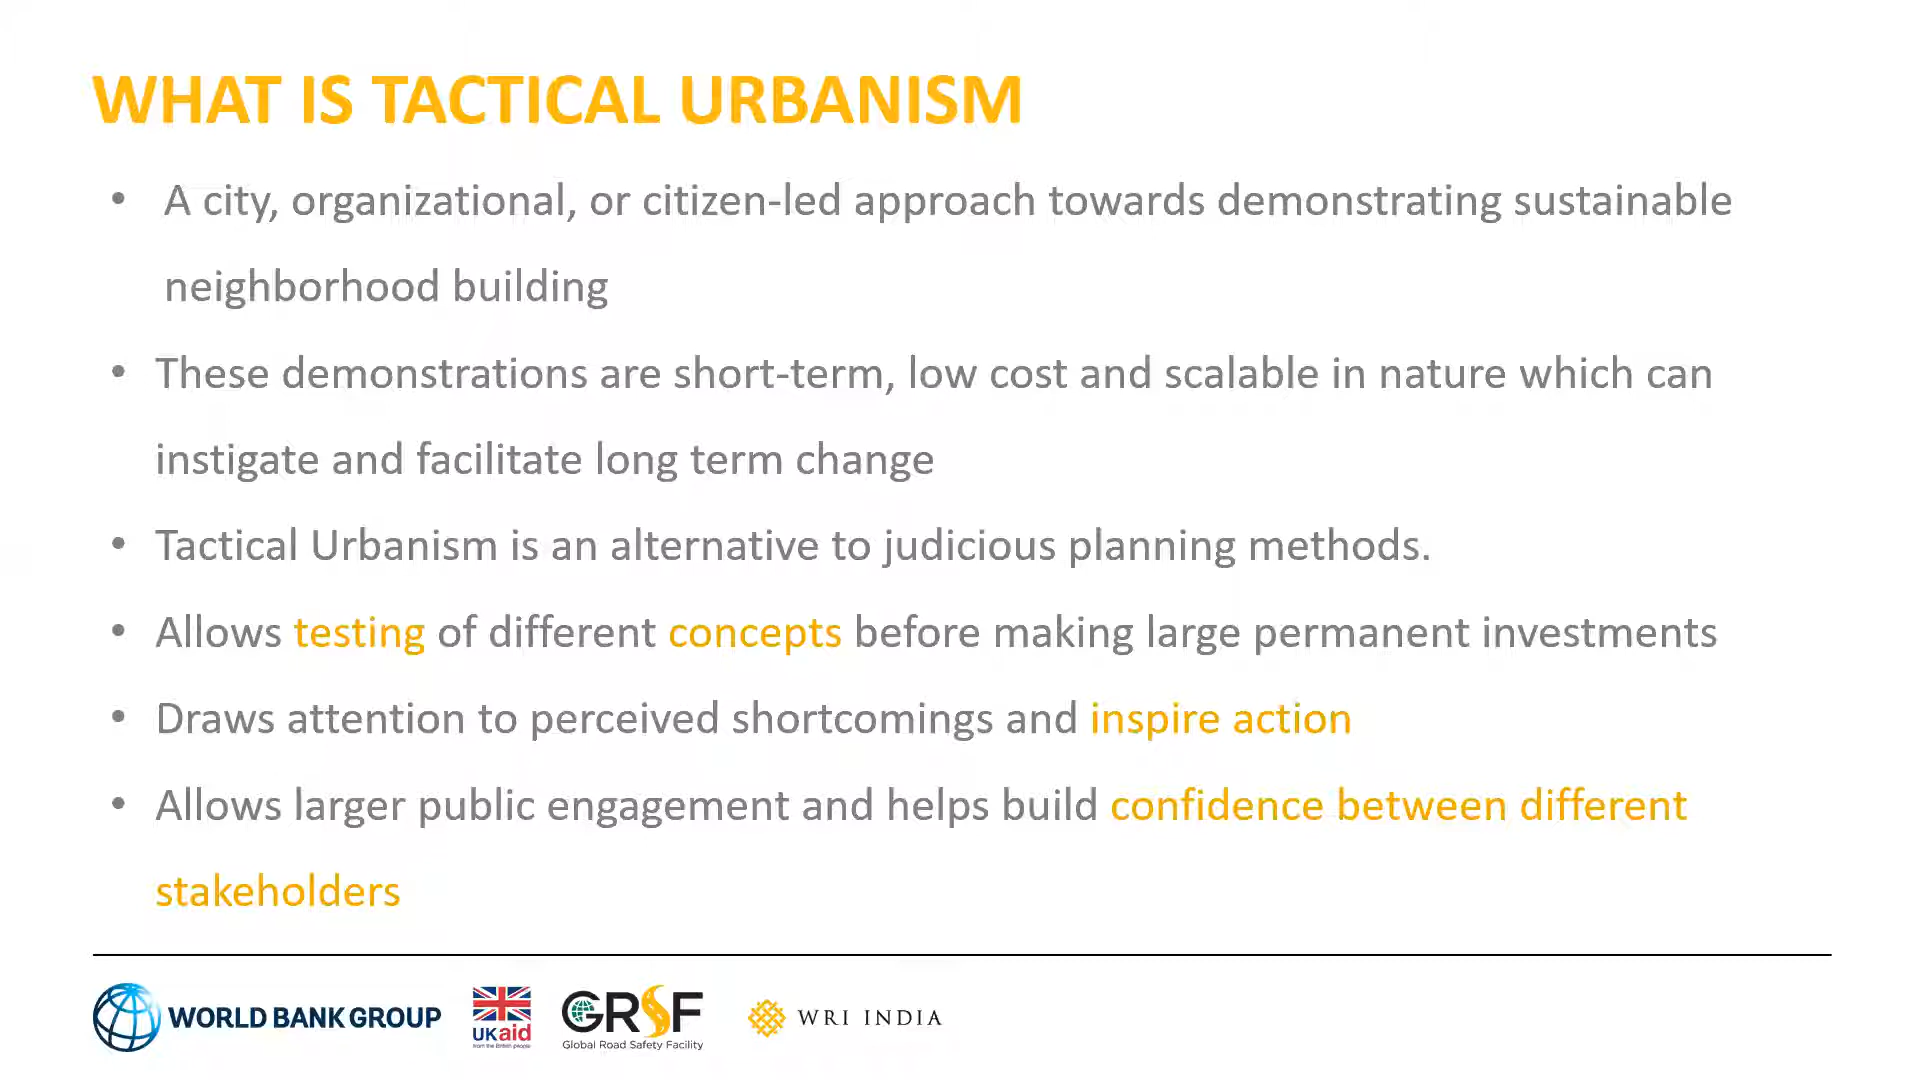 WHAT IS TACTICAL URBANISM
• A city, organizational, or citizen-led approach towards demonstrating sustainable
neighborhood building
• These demonstrations are short-term, low cost and scalable in nature which can
instigate and facilitate long term change
• Tactical Urbanism is an alternative to judicious planning methods.
• Allows testing of different concepts before making large permanent investments
• Draws attention to perceived shortcomings and inspire action
• Allows larger public engagement and helps build confidence between different
stakeholders
WORLD BANK GROUP
UKaid
from the British people
GRSF
Global Road Safety Facility
WRI INDIA